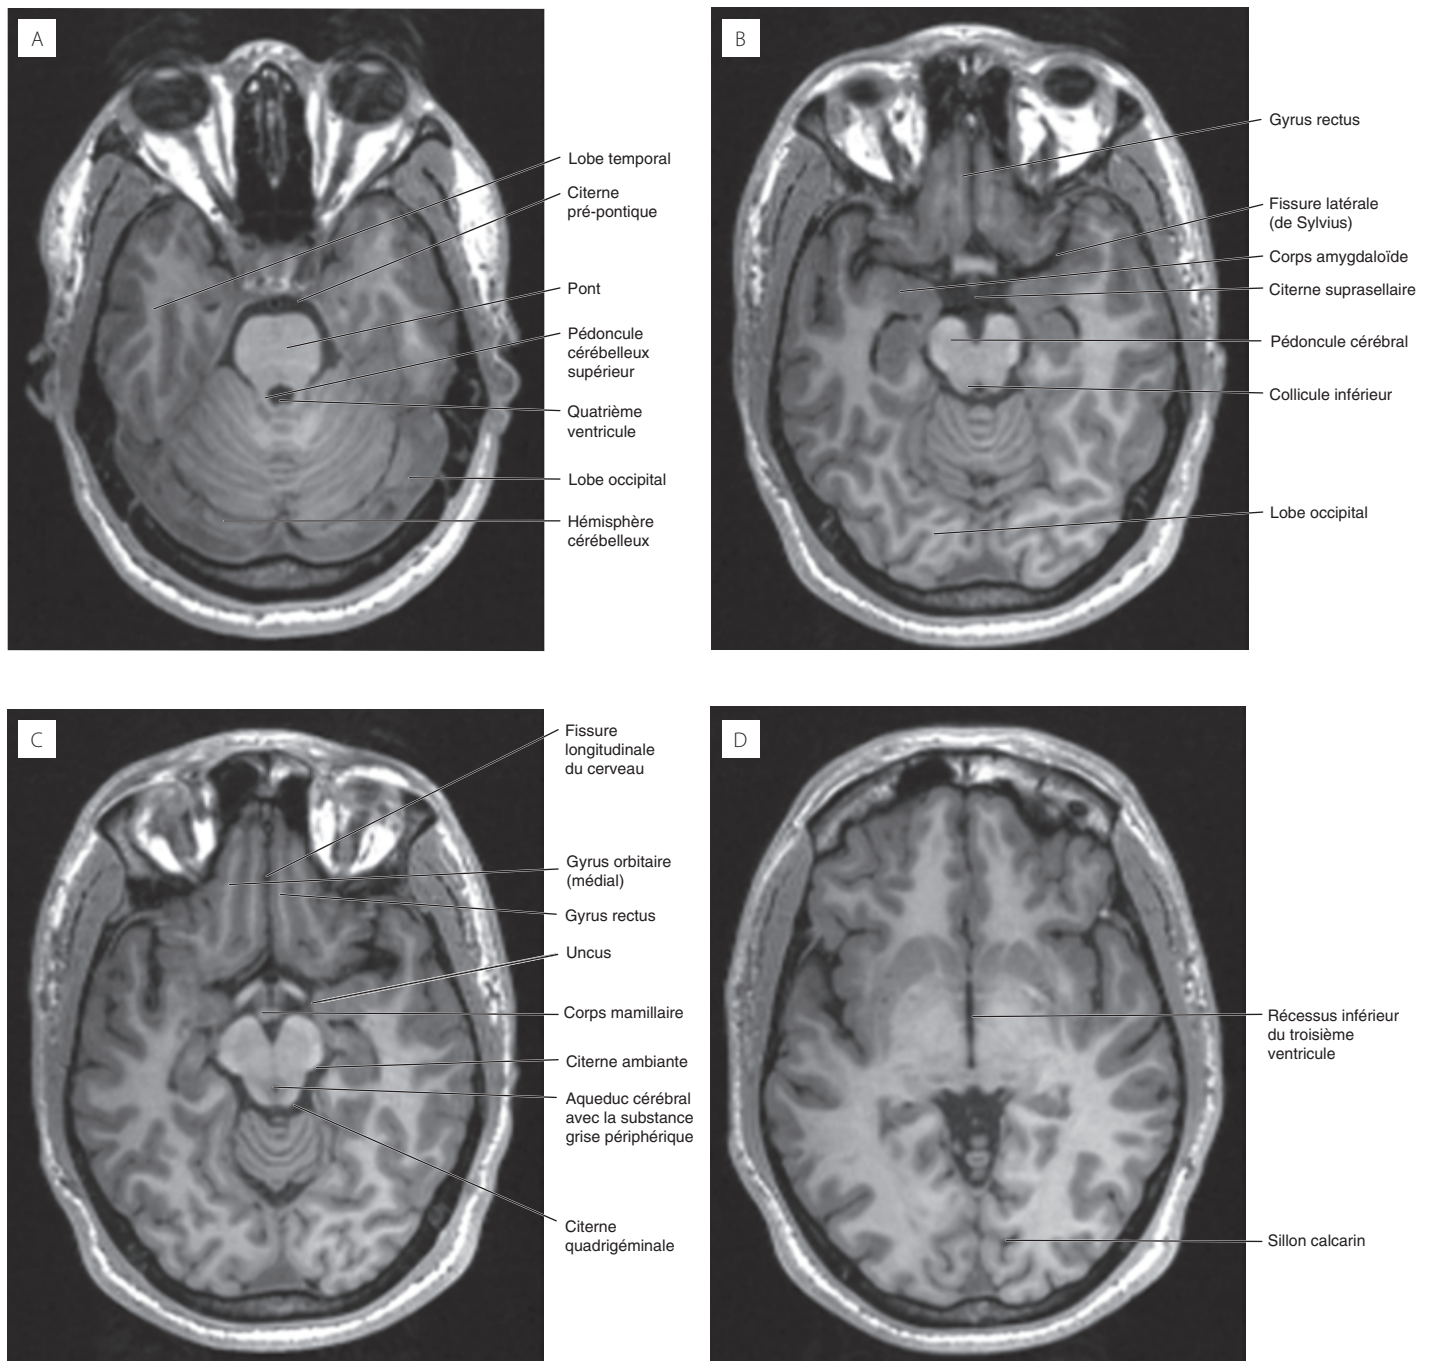 A
Lobe temporal
Citerne
pré-pontique
Pont
Pédoncule
cérébelleux
supérieur
Quatrième
ventricule
Lobe occipital
Hémisphère
cérébelleux
B
Gyrus rectus
Fissure latérale
(de Sylvius)
Corps amygdaloïde
Citerne suprasellaire
Pédoncule cérébral
Collicule inférieur
Lobe occipital
C
Fissure
longitudinale
du cerveau
Gyrus orbitaire
(médial)
Gyrus rectus
Uncus
Corps mamillaire
Citerne ambiante
Aqueduc cérébral
avec la substance
grise périphérique
Citerne
quadrigéminale
D
Récessus inférieur
du troisième
ventricule
Sillon calcarin